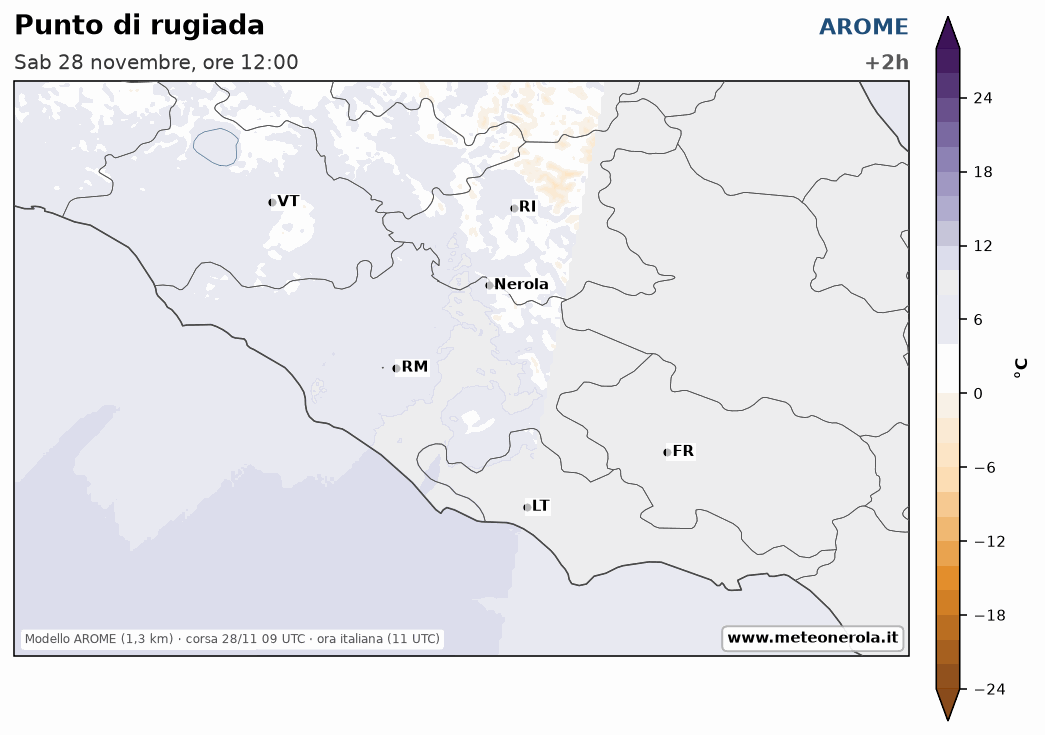 Punto di rugiada
AROME
Sab 28 novembre, ore 12:00
+2h
24
18
12
6
0
−6
−12
−18
−24
°C
VT
RI
Nerola
RM
FR
LT
Modello AROME (1,3 km) · corsa 28/11 09 UTC · ora italiana (11 UTC)
www.meteonerola.it